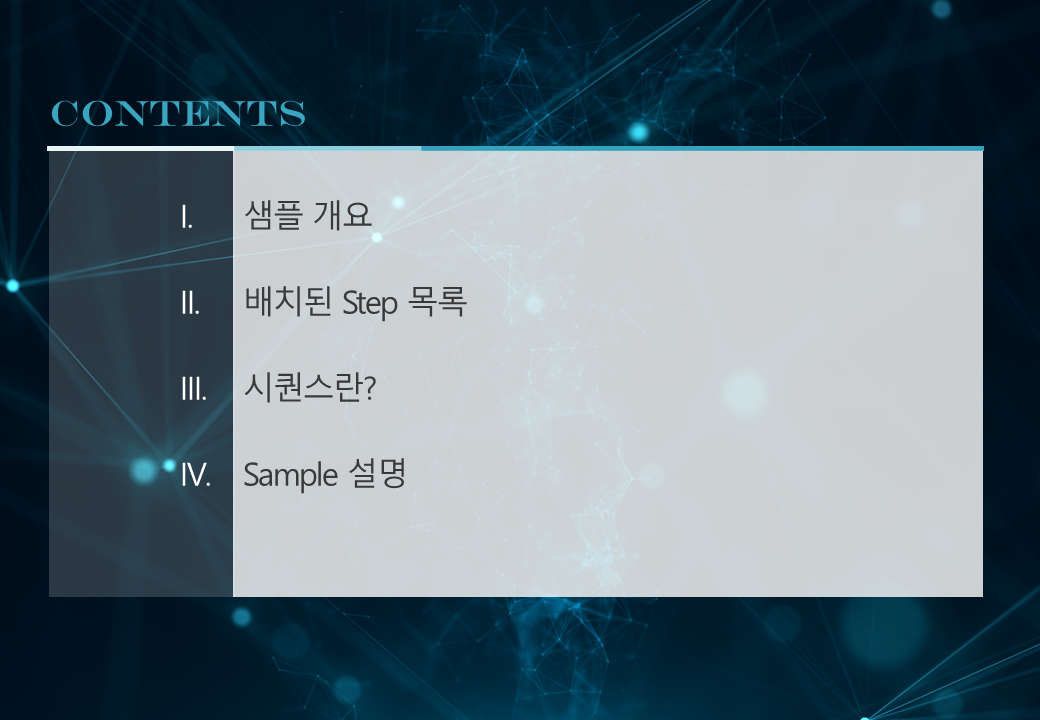 CONTENTS
I. 샘플 개요
II. 배치된 Step 목록
III. 시퀀스란?
IV. Sample 설명